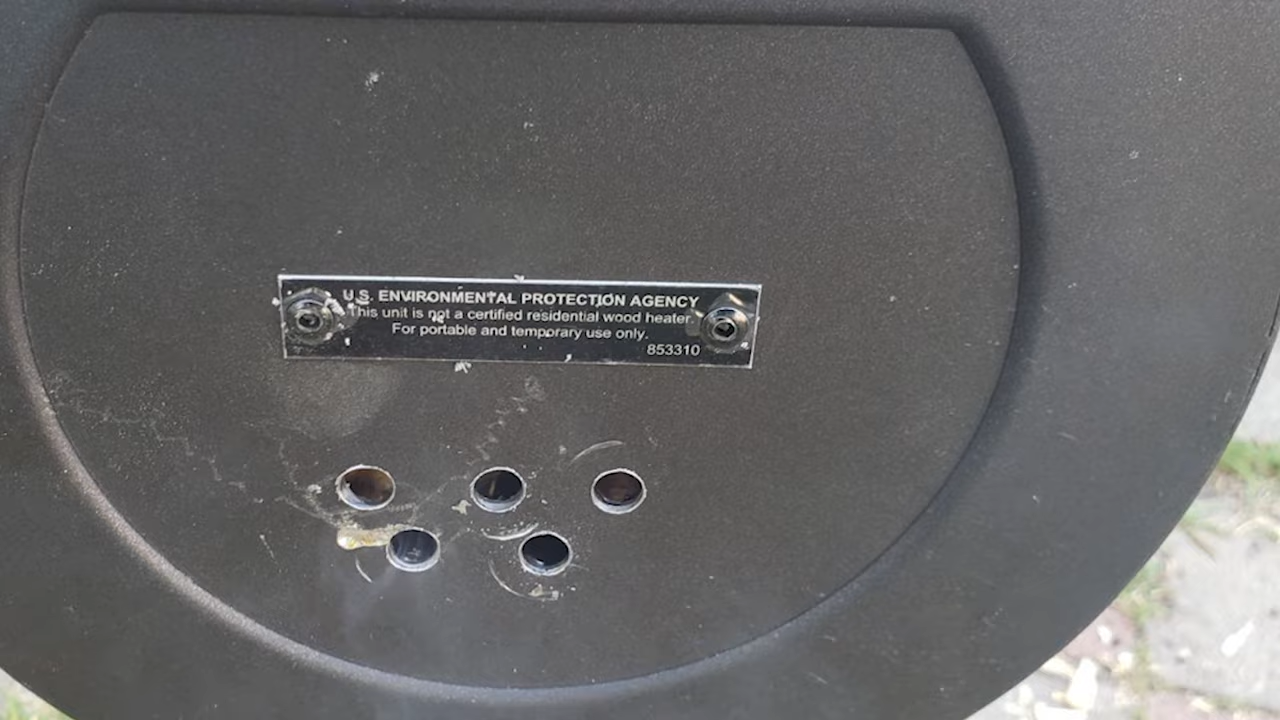 U.S. ENVIRONMENTAL PROTECTION AGENCY
This unit is not a certified residential wood heater.
For portable and temporary use only.
853310